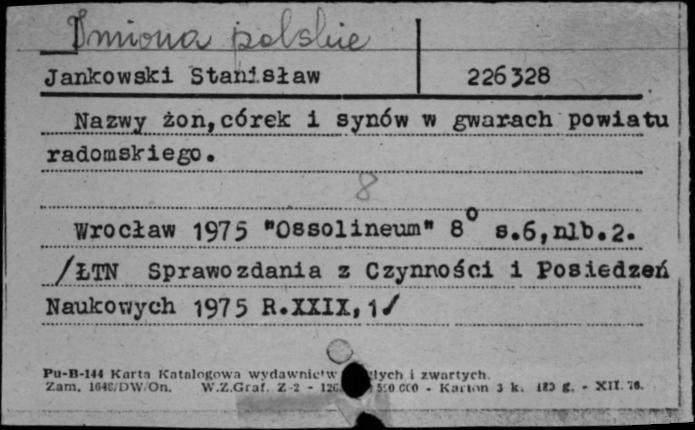 Imiona polskie
Jankowski Stanisław 226328
Nazwy żon,córek i synów w gwarach powiatu
radomskiego.
8
Wrocław 1975 "Ossolineum" 8° s.6,nlb.2.
/ŁTN Sprawozdania z Czynności i Posiedzeń
Naukowych 1975 R.XXIX,1/
Pu-B-144 Karta Katalogowa wydawnictw i zwartych.
Zam. W.Z.Graf. Z-2 - Karton 3 k. g. - XII.76.